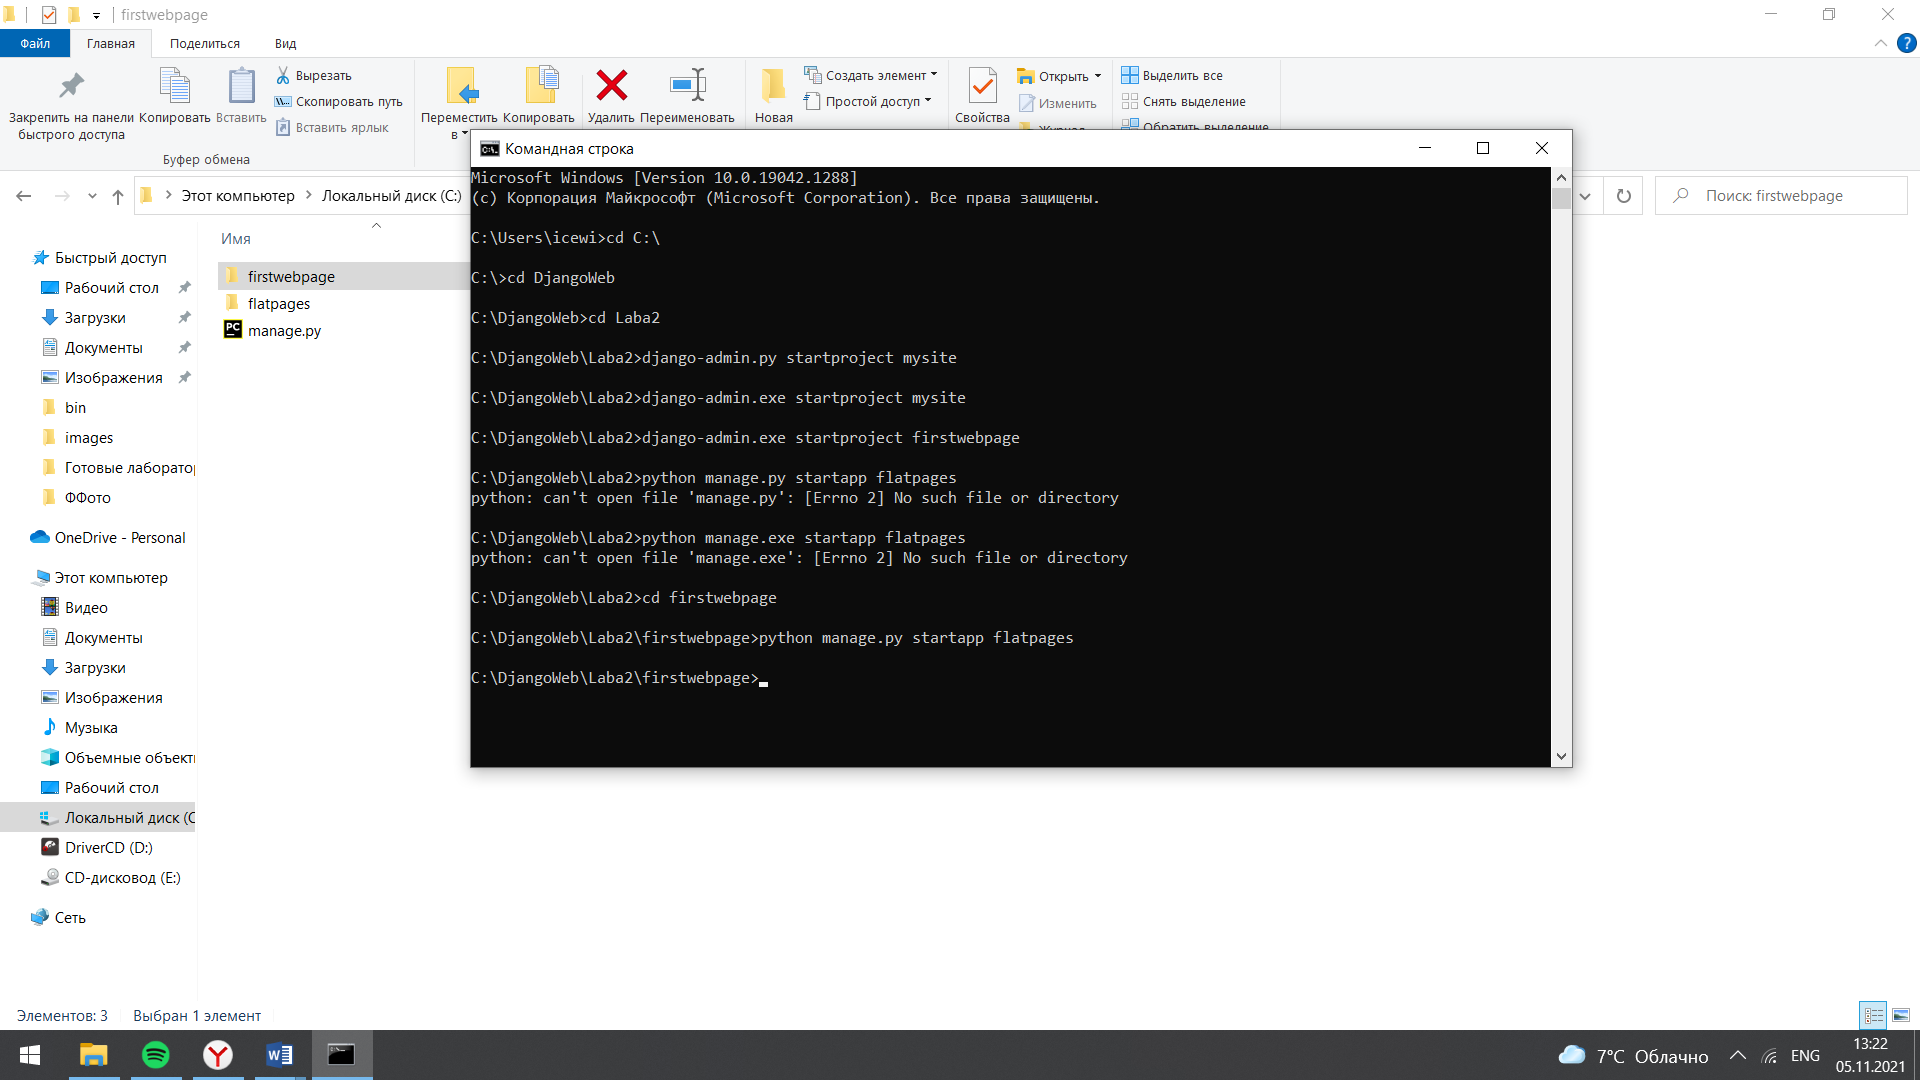 firstwebpage
Файл Главная Поделиться Вид
Закрепить на панели быстрого доступа
Копировать
Вставить
Вырезать
Скопировать путь
Вставить ярлык
Буфер обмена
Переместить в
Копировать
Удалить
Переименовать
Новая
Создать элемент
Простой доступ
Свойства
Открыть
Изменить
Журнал
Выделить все
Снять выделение
Обратить выделение
Этот компьютер > Локальный диск (C:)
Поиск: firstwebpage
Имя
firstwebpage
flatpages
manage.py
Быстрый доступ
Рабочий стол
Загрузки
Документы
Изображения
bin
images
Готовые лаборатор
ФФото
OneDrive - Personal
Этот компьютер
Видео
Документы
Загрузки
Изображения
Музыка
Объемные объект
Рабочий стол
Локальный диск (C
DriverCD (D:)
CD-дисковод (E:)
Сеть
Командная строка
Microsoft Windows [Version 10.0.19042.1288]
(c) Корпорация Майкрософт (Microsoft Corporation). Все права защищены.
C:\Users\icewi>cd C:\
C:\>cd DjangoWeb
C:\DjangoWeb>cd Laba2
C:\DjangoWeb\Laba2>django-admin.py startproject mysite
C:\DjangoWeb\Laba2>django-admin.exe startproject mysite
C:\DjangoWeb\Laba2>django-admin.exe startproject firstwebpage
C:\DjangoWeb\Laba2>python manage.py startapp flatpages
python: can't open file 'manage.py': [Errno 2] No such file or directory
C:\DjangoWeb\Laba2>python manage.exe startapp flatpages
python: can't open file 'manage.exe': [Errno 2] No such file or directory
C:\DjangoWeb\Laba2>cd firstwebpage
C:\DjangoWeb\Laba2\firstwebpage>python manage.py startapp flatpages
C:\DjangoWeb\Laba2\firstwebpage>
Элементов: 3 Выбран 1 элемент
7°C Облачно
ENG
13:22
05.11.2021